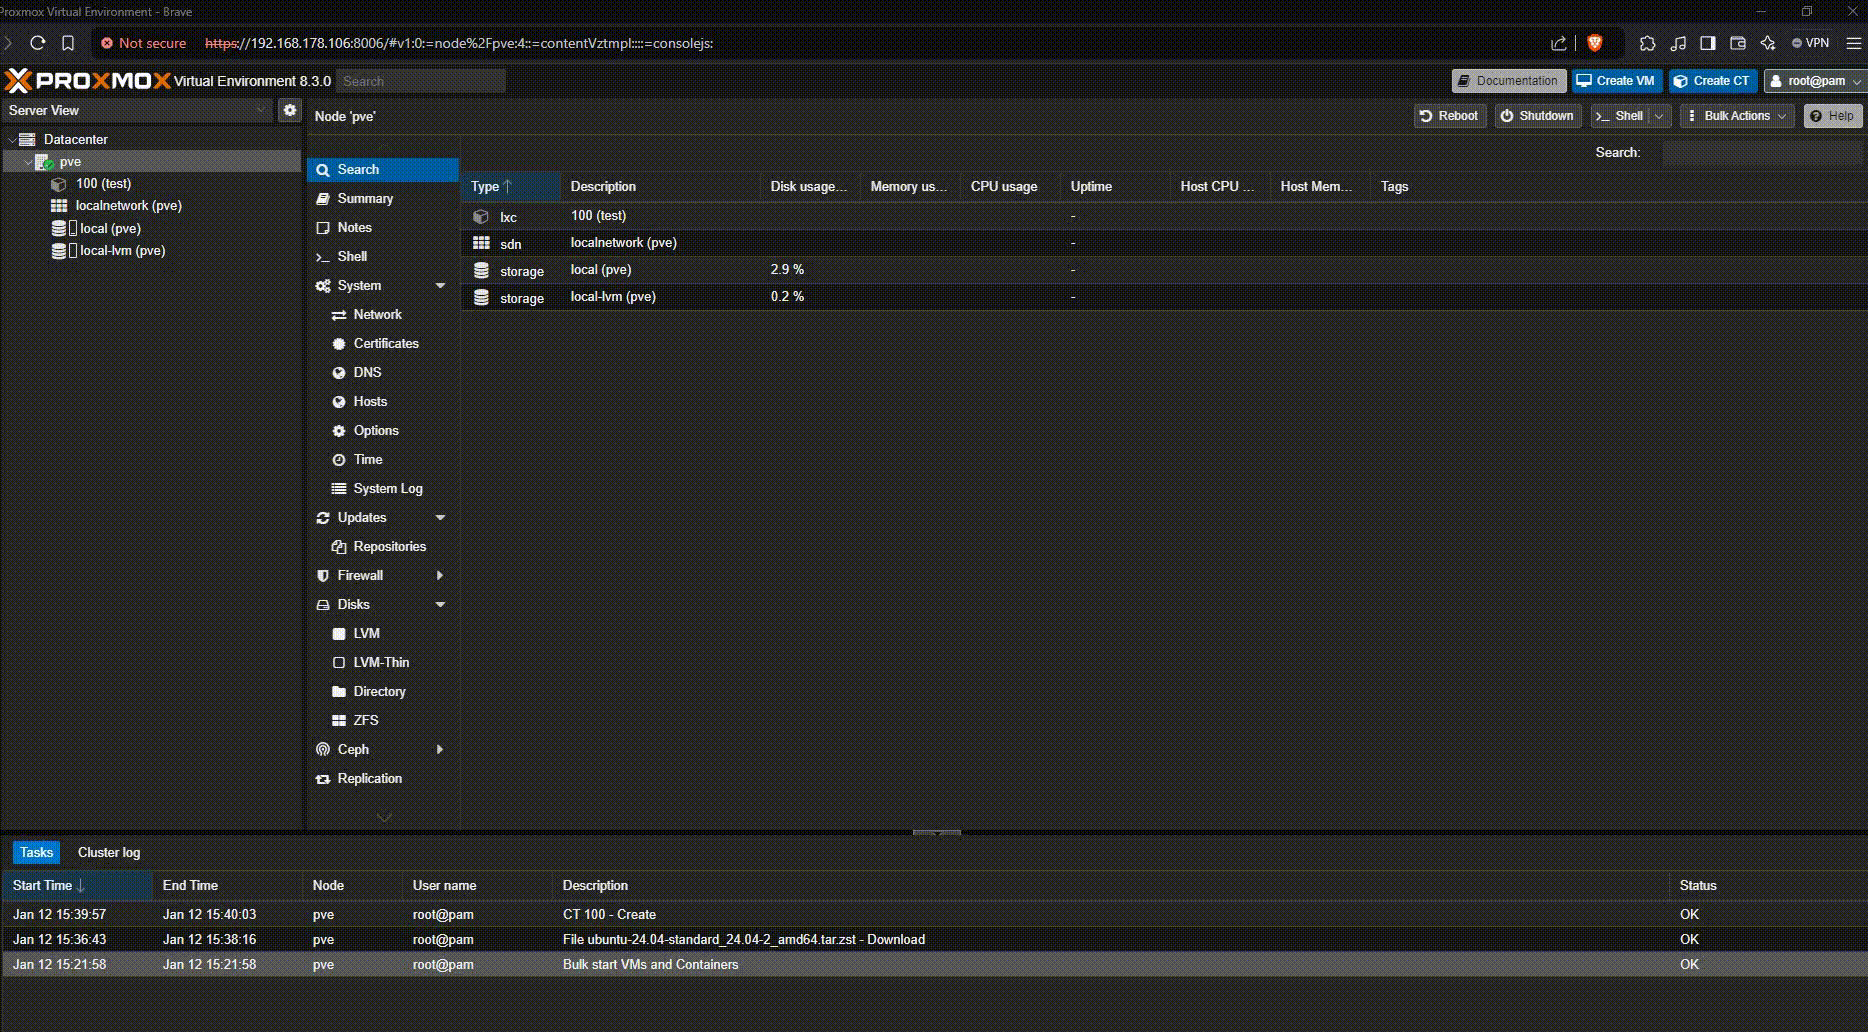 Proxmox Virtual Environment - Brave
Not secure https://192.168.178.106:8006/#v1:0:=node%2Fpve:4::=contentVztmpl::::=consolejs: VPN
PROXMOX Virtual Environment 8.3.0 Search Documentation Create VM Create CT root@pam
Server View
Node 'pve' Reboot Shutdown >_ Shell Bulk Actions Help
Datacenter
pve
100 (test)
localnetwork (pve)
local (pve)
local-lvm (pve)
Search
Summary
Notes
>_ Shell
System
Network
Certificates
DNS
Hosts
Options
Time
System Log
Updates
Repositories
Firewall
Disks
LVM
LVM-Thin
Directory
ZFS
Ceph
Replication
Search:
Type Description Disk usage... Memory us... CPU usage Uptime Host CPU ... Host Mem... Tags
lxc 100 (test) -
sdn localnetwork (pve) -
storage local (pve) 2.9 % -
storage local-lvm (pve) 0.2 % -
Tasks Cluster log
Start Time End Time Node User name Description Status
Jan 12 15:39:57 Jan 12 15:40:03 pve root@pam CT 100 - Create OK
Jan 12 15:36:43 Jan 12 15:38:16 pve root@pam File ubuntu-24.04-standard_24.04-2_amd64.tar.zst - Download OK
Jan 12 15:21:58 Jan 12 15:21:58 pve root@pam Bulk start VMs and Containers OK